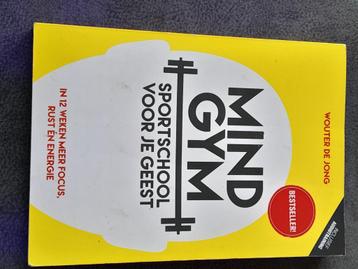 WOUTER DE JONG
MIND
GYM
SPORTSCHOOL
VOOR JE GEEST
IN 12 WEKEN MEER FOCUS,
RUST EN ENERGIE
BESTSELLER!